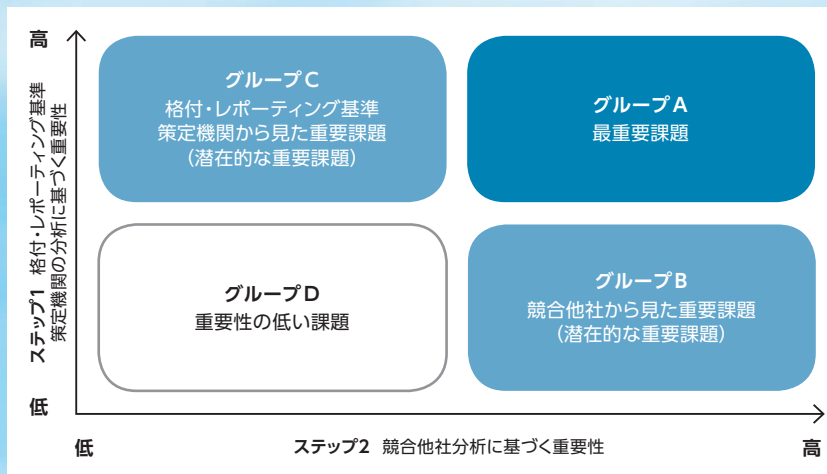 高
ステップ1 格付・レポーティング基準
策定機関の分析に基づく重要性
低
グループC
格付・レポーティング基準
策定機関から見た重要課題
(潜在的な重要課題)
グループA
最重要課題
グループD
重要性の低い課題
グループB
競合他社から見た重要課題
(潜在的な重要課題)
低
ステップ2 競合他社分析に基づく重要性
高